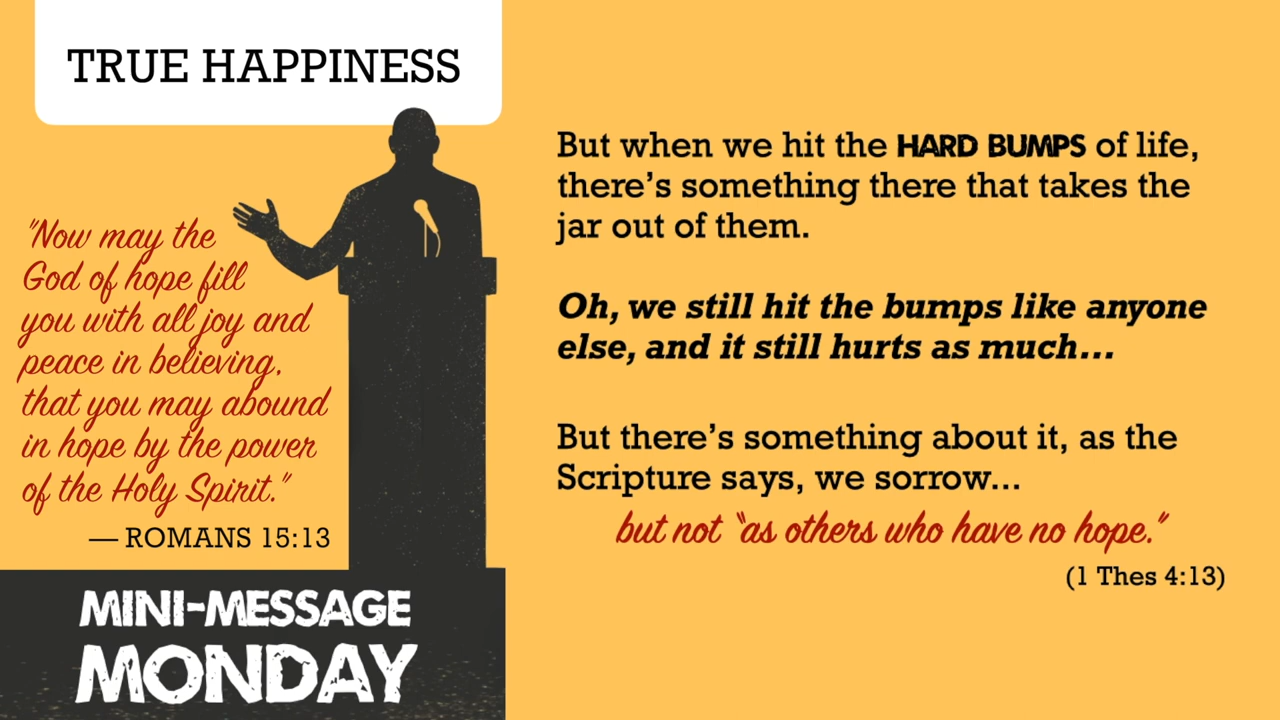 TRUE HAPPINESS
"Now may the
God of hope fill
you with all joy and
peace in believing,
that you may abound
in hope by the power
of the Holy Spirit."
— ROMANS 15:13
MINI-MESSAGE
MONDAY
But when we hit the HARD BUMPS of life,
there's something there that takes the
jar out of them.
Oh, we still hit the bumps like anyone
else, and it still hurts as much...
But there's something about it, as the
Scripture says, we sorrow...
but not "as others who have no hope."
(1 Thes 4:13)